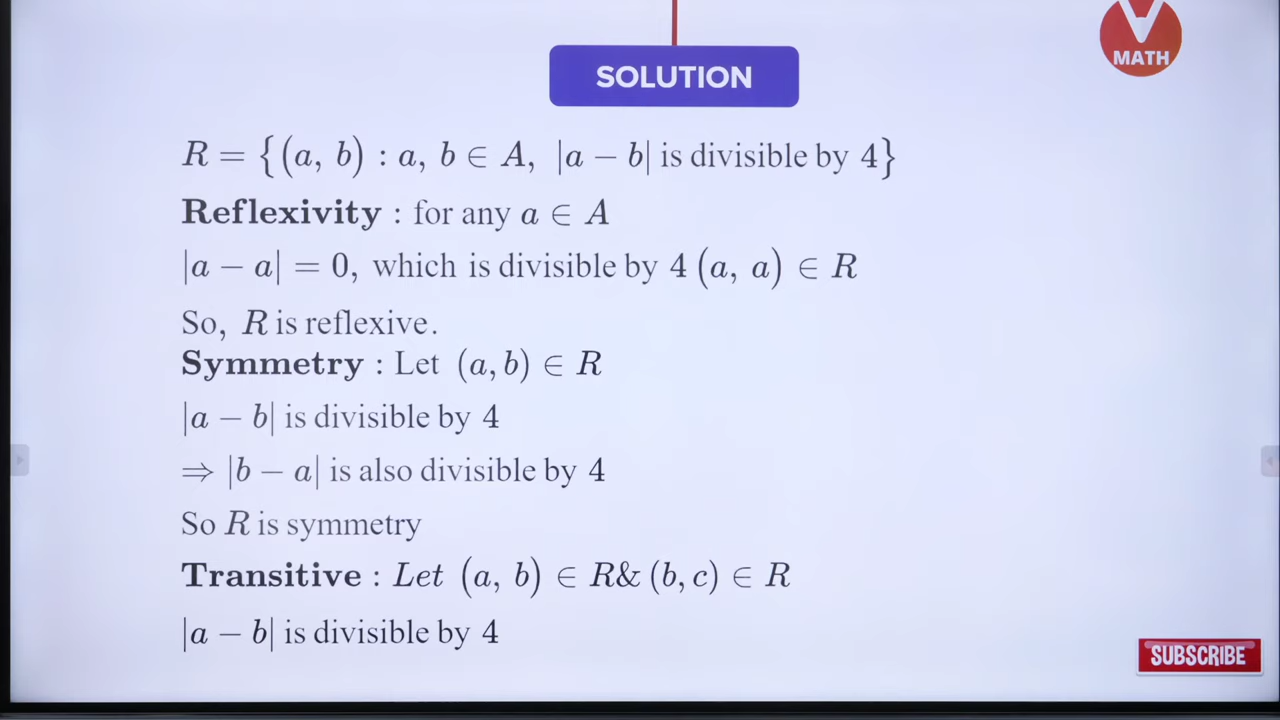 MATH
SOLUTION
R = {(a, b) : a, b ∈ A, |a − b| is divisible by 4}
Reflexivity : for any a ∈ A
|a − a| = 0, which is divisible by 4 (a, a) ∈ R
So, R is reflexive.
Symmetry : Let (a, b) ∈ R
|a − b| is divisible by 4
⇒ |b − a| is also divisible by 4
So R is symmetry
Transitive : Let (a, b) ∈ R& (b, c) ∈ R
|a − b| is divisible by 4
SUBSCRIBE